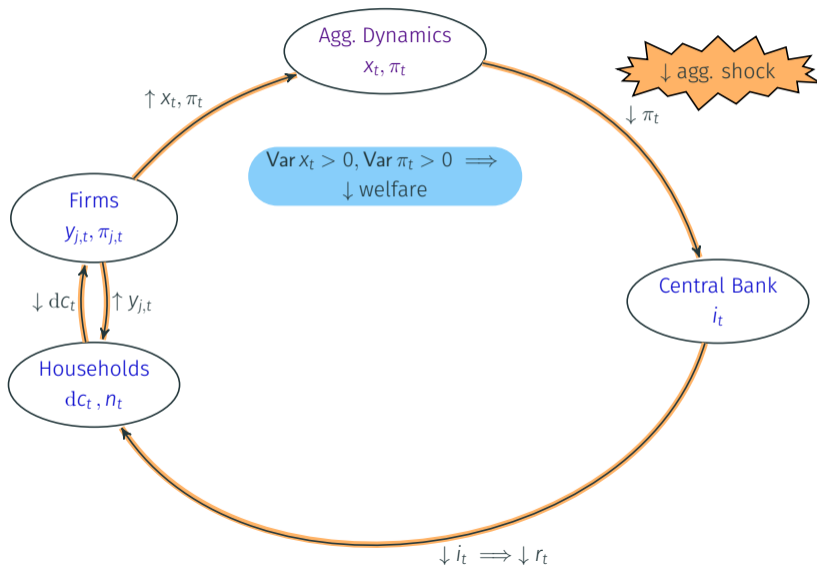 Agg. Dynamics
x_t, π_t
↓ agg. shock
↑ x_t, π_t
↓ π_t
Var x_t > 0, Var π_t > 0 ⟹
↓ welfare
Firms
y_{j,t}, π_{j,t}
Central Bank
i_t
↓ dc_t
↑ y_{j,t}
Households
dc_t, n_t
↓ i_t ⟹ ↓ r_t